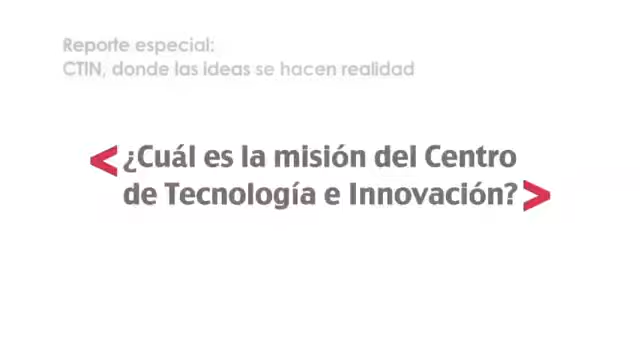 Reporte especial:
CTIN, donde las ideas se hacen realidad
<¿Cuál es la misión del Centro
de Tecnología e Innovación?>